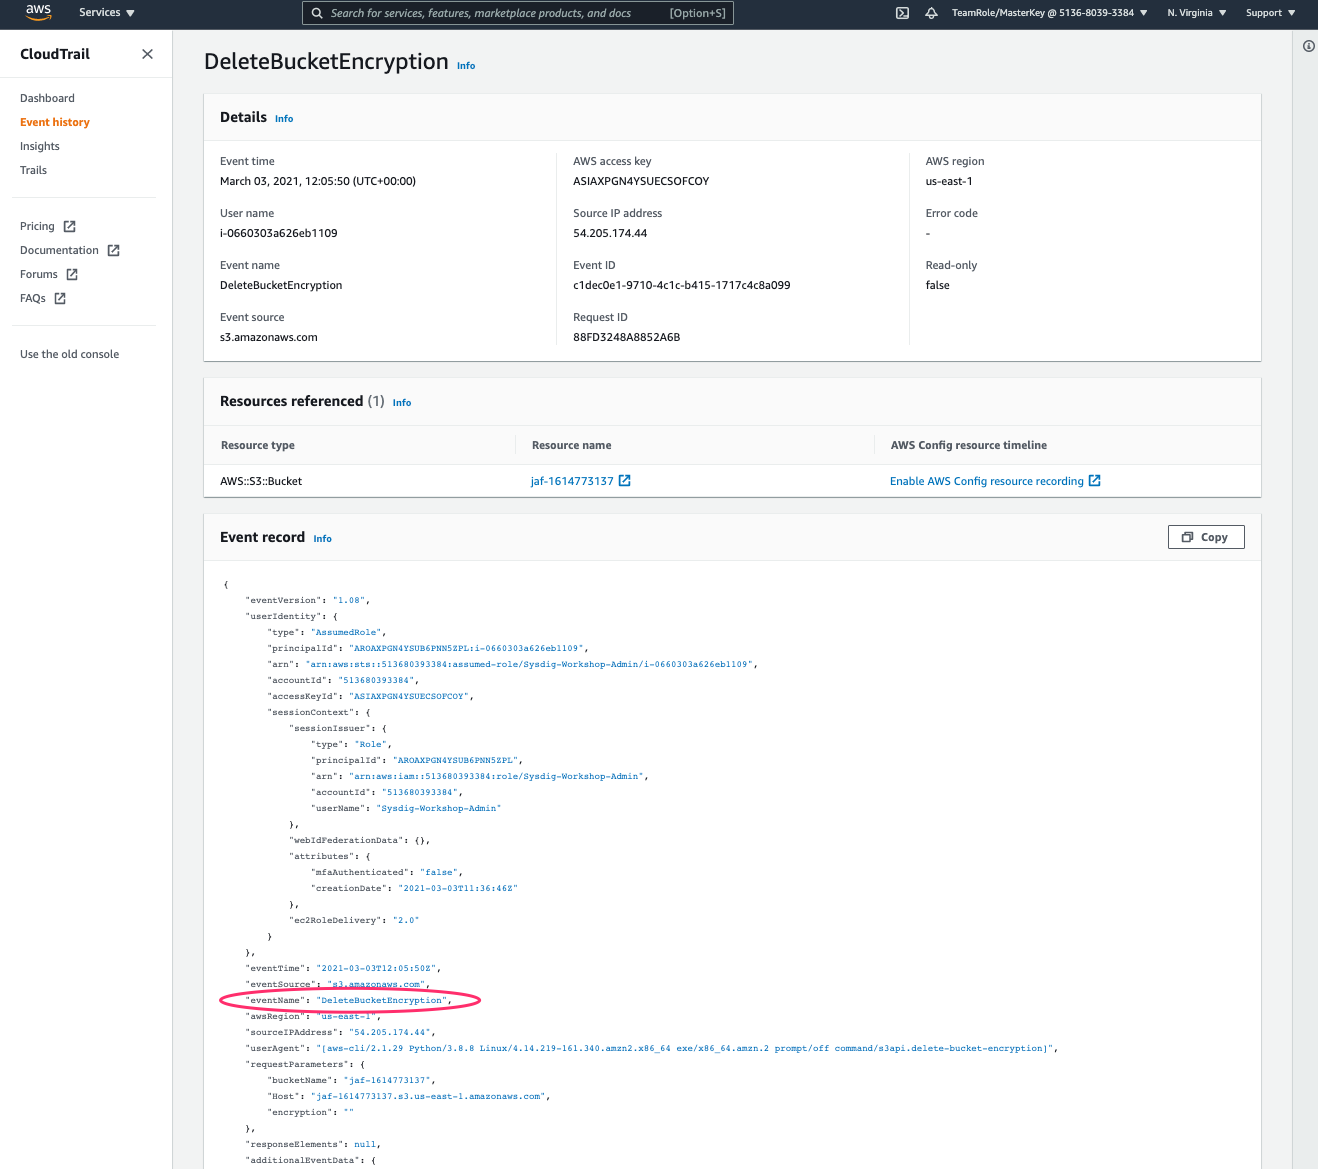 aws
Services
Search for services, features, marketplace products, and docs [Option+S]
TeamRole/MasterKey @ 5136-8039-3384
N. Virginia
Support
CloudTrail
Dashboard
Event history
Insights
Trails
Pricing
Documentation
Forums
FAQs
Use the old console
DeleteBucketEncryption Info
Details Info
Event time
March 03, 2021, 12:05:50 (UTC+00:00)
User name
i-0660303a626eb1109
Event name
DeleteBucketEncryption
Event source
s3.amazonaws.com
AWS access key
ASIAXPGN4YSUECSOFCOY
Source IP address
54.205.174.44
Event ID
c1dec0e1-9710-4c1c-b415-1717c4c8a099
Request ID
88FD3248A8852A6B
AWS region
us-east-1
Error code
-
Read-only
false
Resources referenced (1) Info
Resource type Resource name AWS Config resource timeline
AWS::S3::Bucket jaf-1614773137 Enable AWS Config resource recording
Event record Info
Copy
{
"eventVersion": "1.08",
"userIdentity": {
"type": "AssumedRole",
"principalId": "AROAXPGN4YSUB6PNN5ZPL:i-0660303a626eb1109",
"arn": "arn:aws:sts::513680393384:assumed-role/Sysdig-Workshop-Admin/i-0660303a626eb1109",
"accountId": "513680393384",
"accessKeyId": "ASIAXPGN4YSUECSOFCOY",
"sessionContext": {
"sessionIssuer": {
"type": "Role",
"principalId": "AROAXPGN4YSUB6PNN5ZPL",
"arn": "arn:aws:iam::513680393384:role/Sysdig-Workshop-Admin",
"accountId": "513680393384",
"userName": "Sysdig-Workshop-Admin"
},
"webIdFederationData": {},
"attributes": {
"mfaAuthenticated": "false",
"creationDate": "2021-03-03T11:36:46Z"
},
"ec2RoleDelivery": "2.0"
}
},
"eventTime": "2021-03-03T12:05:50Z",
"eventSource": "s3.amazonaws.com",
"eventName": "DeleteBucketEncryption",
"awsRegion": "us-east-1",
"sourceIPAddress": "54.205.174.44",
"userAgent": "[aws-cli/2.1.29 Python/3.8.8 Linux/4.14.219-161.340.amzn2.x86_64 exe/x86_64.amzn.2 prompt/off command/s3api.delete-bucket-encryption]",
"requestParameters": {
"bucketName": "jaf-1614773137",
"Host": "jaf-1614773137.s3.us-east-1.amazonaws.com",
"encryption": ""
},
"responseElements": null,
"additionalEventData": {